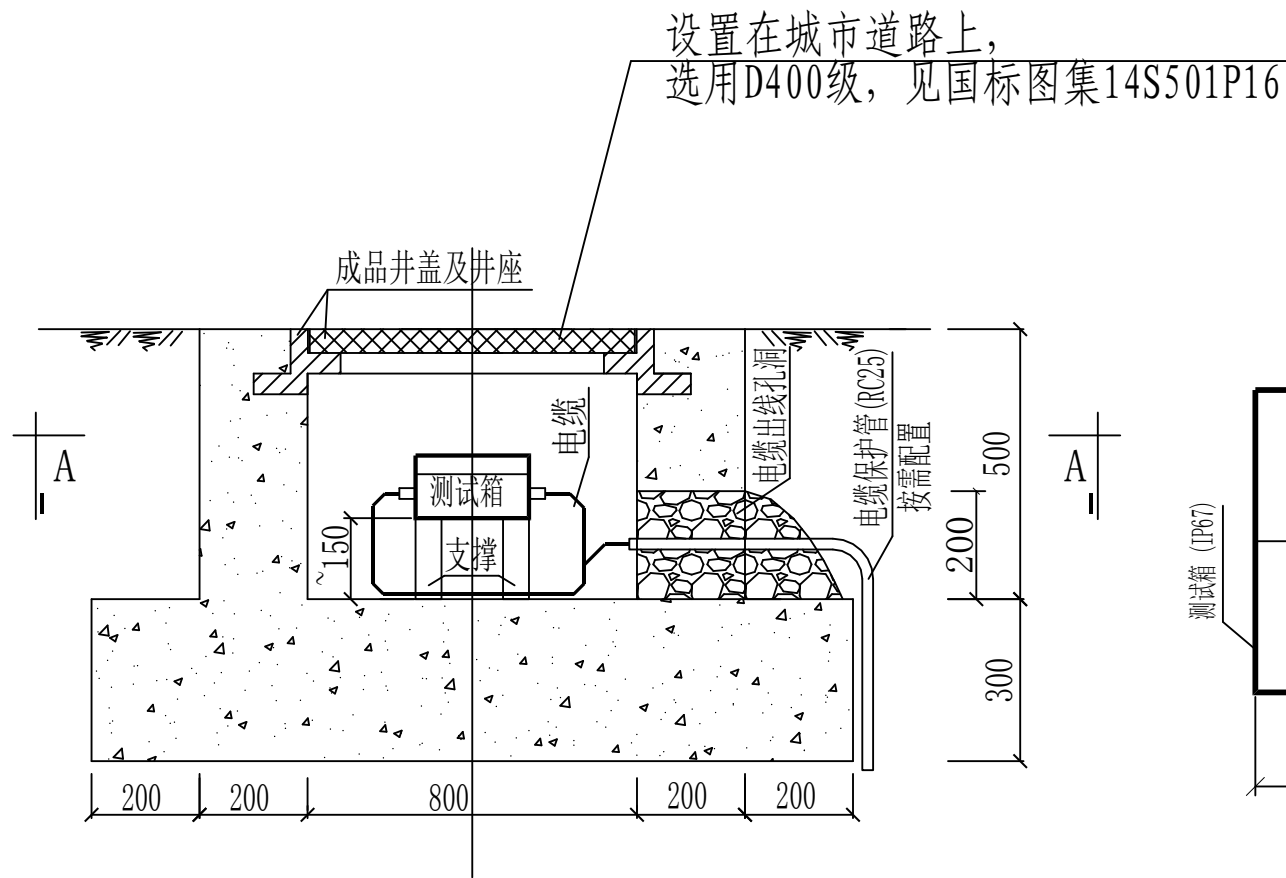 设置在城市道路上，
选用D400级，见国标图集14S501P16
成品井盖及井座
电缆
电缆出线孔洞
电缆保护管(RC25)
按需配置
A
A
测试箱
支撑
~150
500
200
300
测试箱 (IP67)
200
200
800
200
200